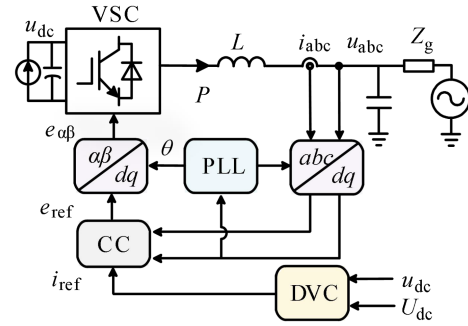 VSC
u_dc
L
i_abc
u_abc
Z_g
P
e_αβ
αβ
dq
θ
PLL
abc
dq
e_ref
CC
i_ref
DVC
u_dc
U_dc